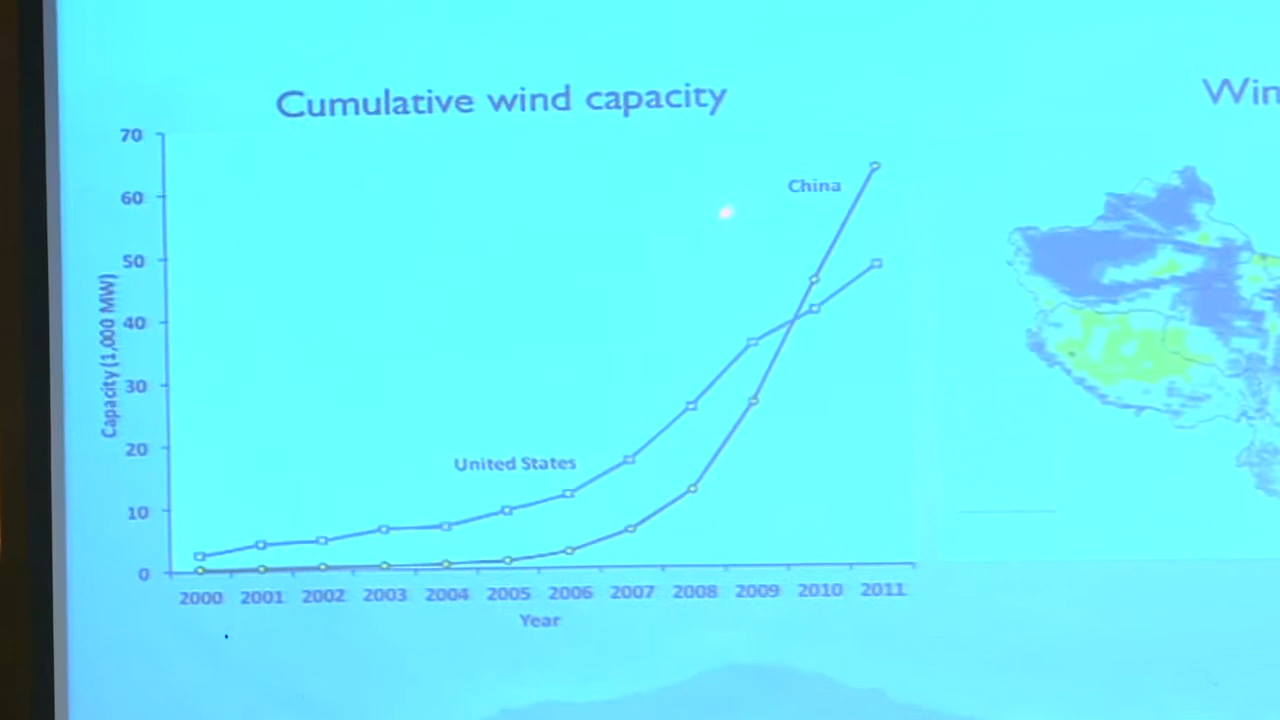 Cumulative wind capacity
Win
70
60
50
40
30
20
10
0
Capacity (1,000 MW)
China
United States
2000 2001 2002 2003 2004 2005 2006 2007 2008 2009 2010 2011
Year